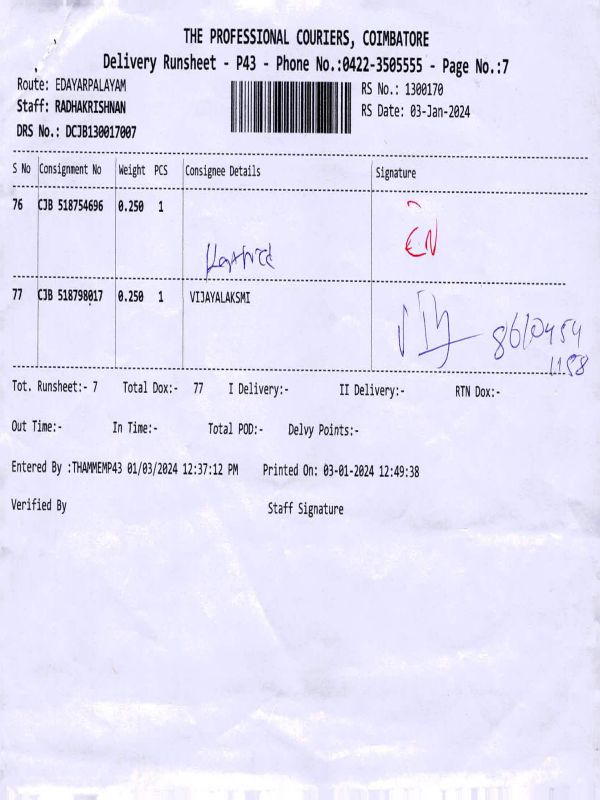 THE PROFESSIONAL COURIERS, COIMBATORE
Delivery Runsheet - P43 - Phone No.:0422-3505555 - Page No.:7
Route: EDAYARPALAYAM RS No.: 1300170
Staff: RADHAKRISHNAN RS Date: 03-Jan-2024
DRS No.: DCJB130017007
S No Consignment No Weight PCS Consignee Details Signature
76 CJB 518754696 0.250 1
EN
77 CJB 518798017 0.250 1 VIJAYALAKSMI
1158
Tot. Runsheet:- 7 Total Dox:- 77 I Delivery:- II Delivery:- RTN Dox:-
Out Time:- In Time:- Total POD:- Delvy Points:-
Entered By :THAMMEMP43 01/03/2024 12:37:12 PM Printed On: 03-01-2024 12:49:38
Verified By Staff Signature